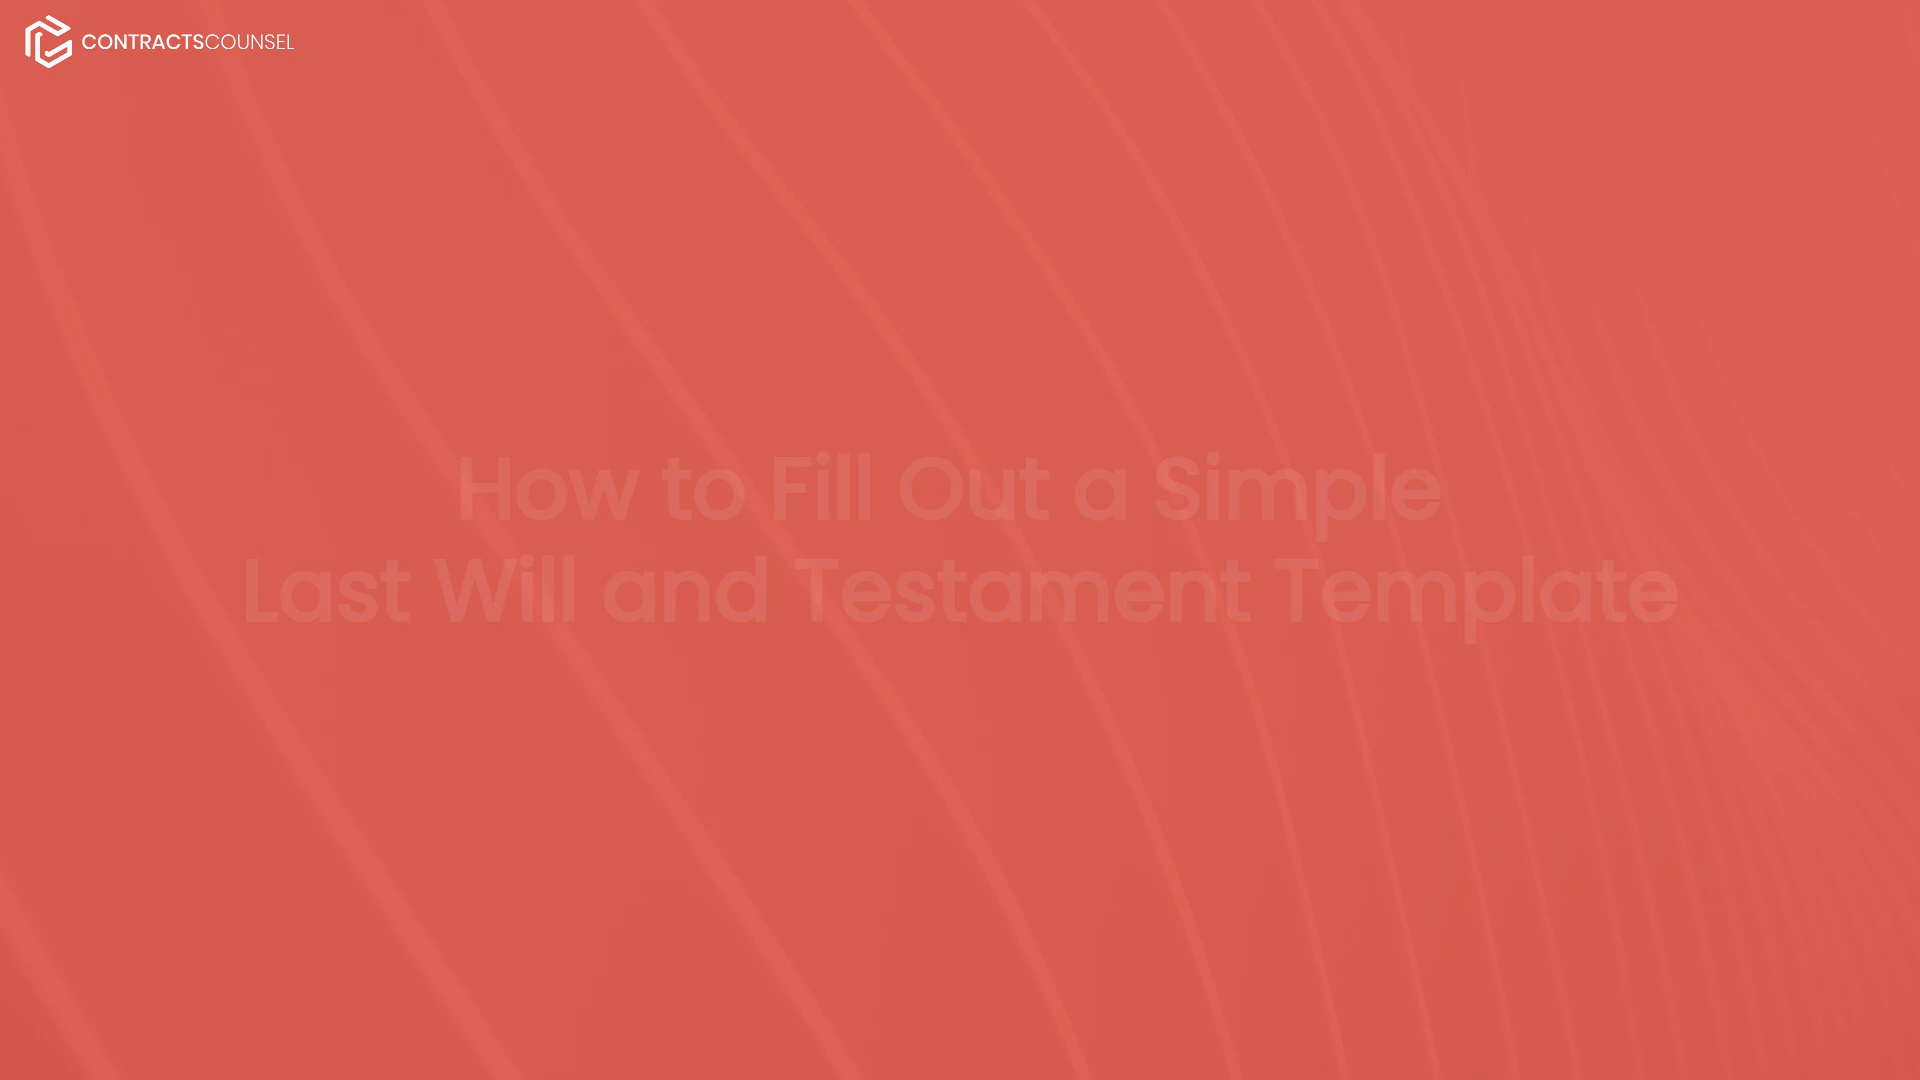 CONTRACTSCOUNSEL
How to Fill Out a Simple
Last Will and Testament Template